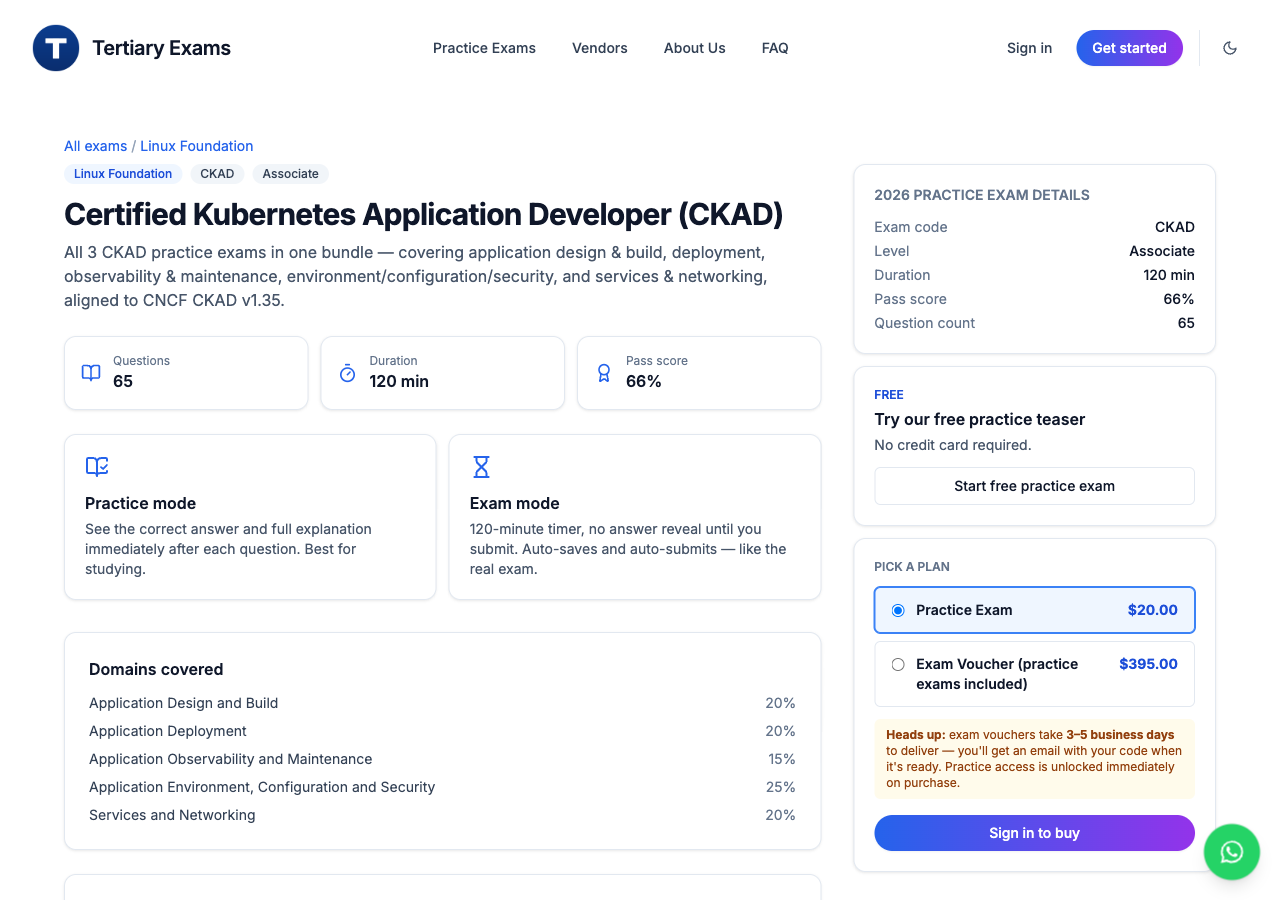 Tertiary Exams
Practice Exams
Vendors
About Us
FAQ
Sign in
Get started
All exams / Linux Foundation
Linux Foundation
CKAD
Associate
Certified Kubernetes Application Developer (CKAD)
All 3 CKAD practice exams in one bundle — covering application design & build, deployment,
observability & maintenance, environment/configuration/security, and services & networking,
aligned to CNCF CKAD v1.35.
Questions
65
Duration
120 min
Pass score
66%
Practice mode
See the correct answer and full explanation
immediately after each question. Best for
studying.
Exam mode
120-minute timer, no answer reveal until you
submit. Auto-saves and auto-submits — like the
real exam.
Domains covered
Application Design and Build 20%
Application Deployment 20%
Application Observability and Maintenance 15%
Application Environment, Configuration and Security 25%
Services and Networking 20%
2026 PRACTICE EXAM DETAILS
Exam code CKAD
Level Associate
Duration 120 min
Pass score 66%
Question count 65
FREE
Try our free practice teaser
No credit card required.
Start free practice exam
PICK A PLAN
Practice Exam $20.00
Exam Voucher (practice $395.00
exams included)
Heads up: exam vouchers take 3–5 business days
to deliver — you'll get an email with your code when
it's ready. Practice access is unlocked immediately
on purchase.
Sign in to buy